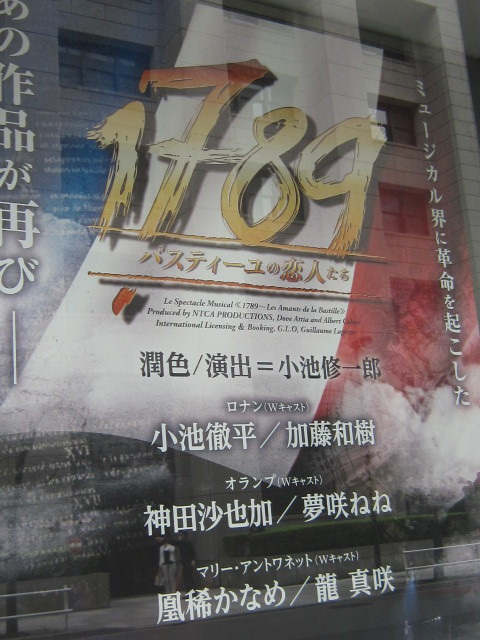 ミュージカル界に革命を起こした
あの作品が再び——
1789
バスティーユの恋人たち
Le Spectacle Musical 《1789 - Les Amants de la Bastille》
Produced by NTCA PRODUCTIONS, Dove Attia and Albert
International Licensing & Booking, G.L.O, Guillaume
潤色/演出=小池修一郎
ロナン(Wキャスト)
小池徹平/加藤和樹
オランプ(Wキャスト)
神田沙也加/夢咲ねね
マリー・アントワネット(Wキャスト)
凰稀かなめ/龍 真咲